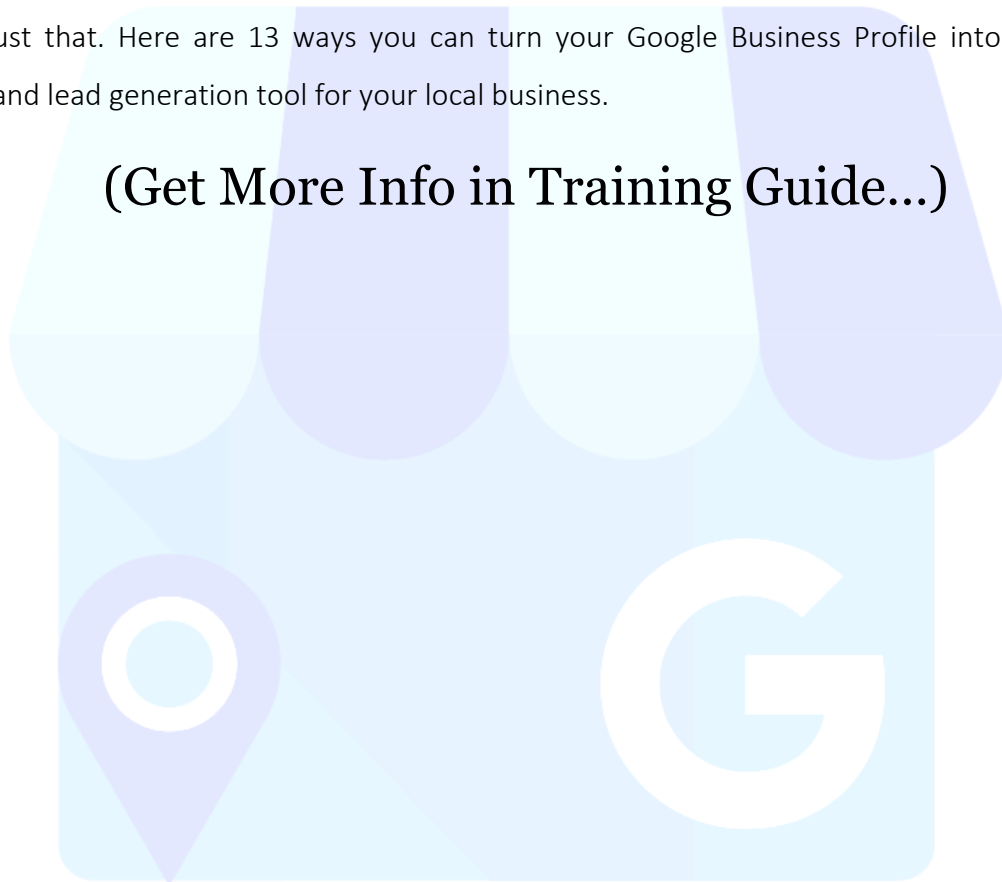 ust that. Here are 13 ways you can turn your Google Business Profile into
and lead generation tool for your local business.
(Get More Info in Training Guide...)
G